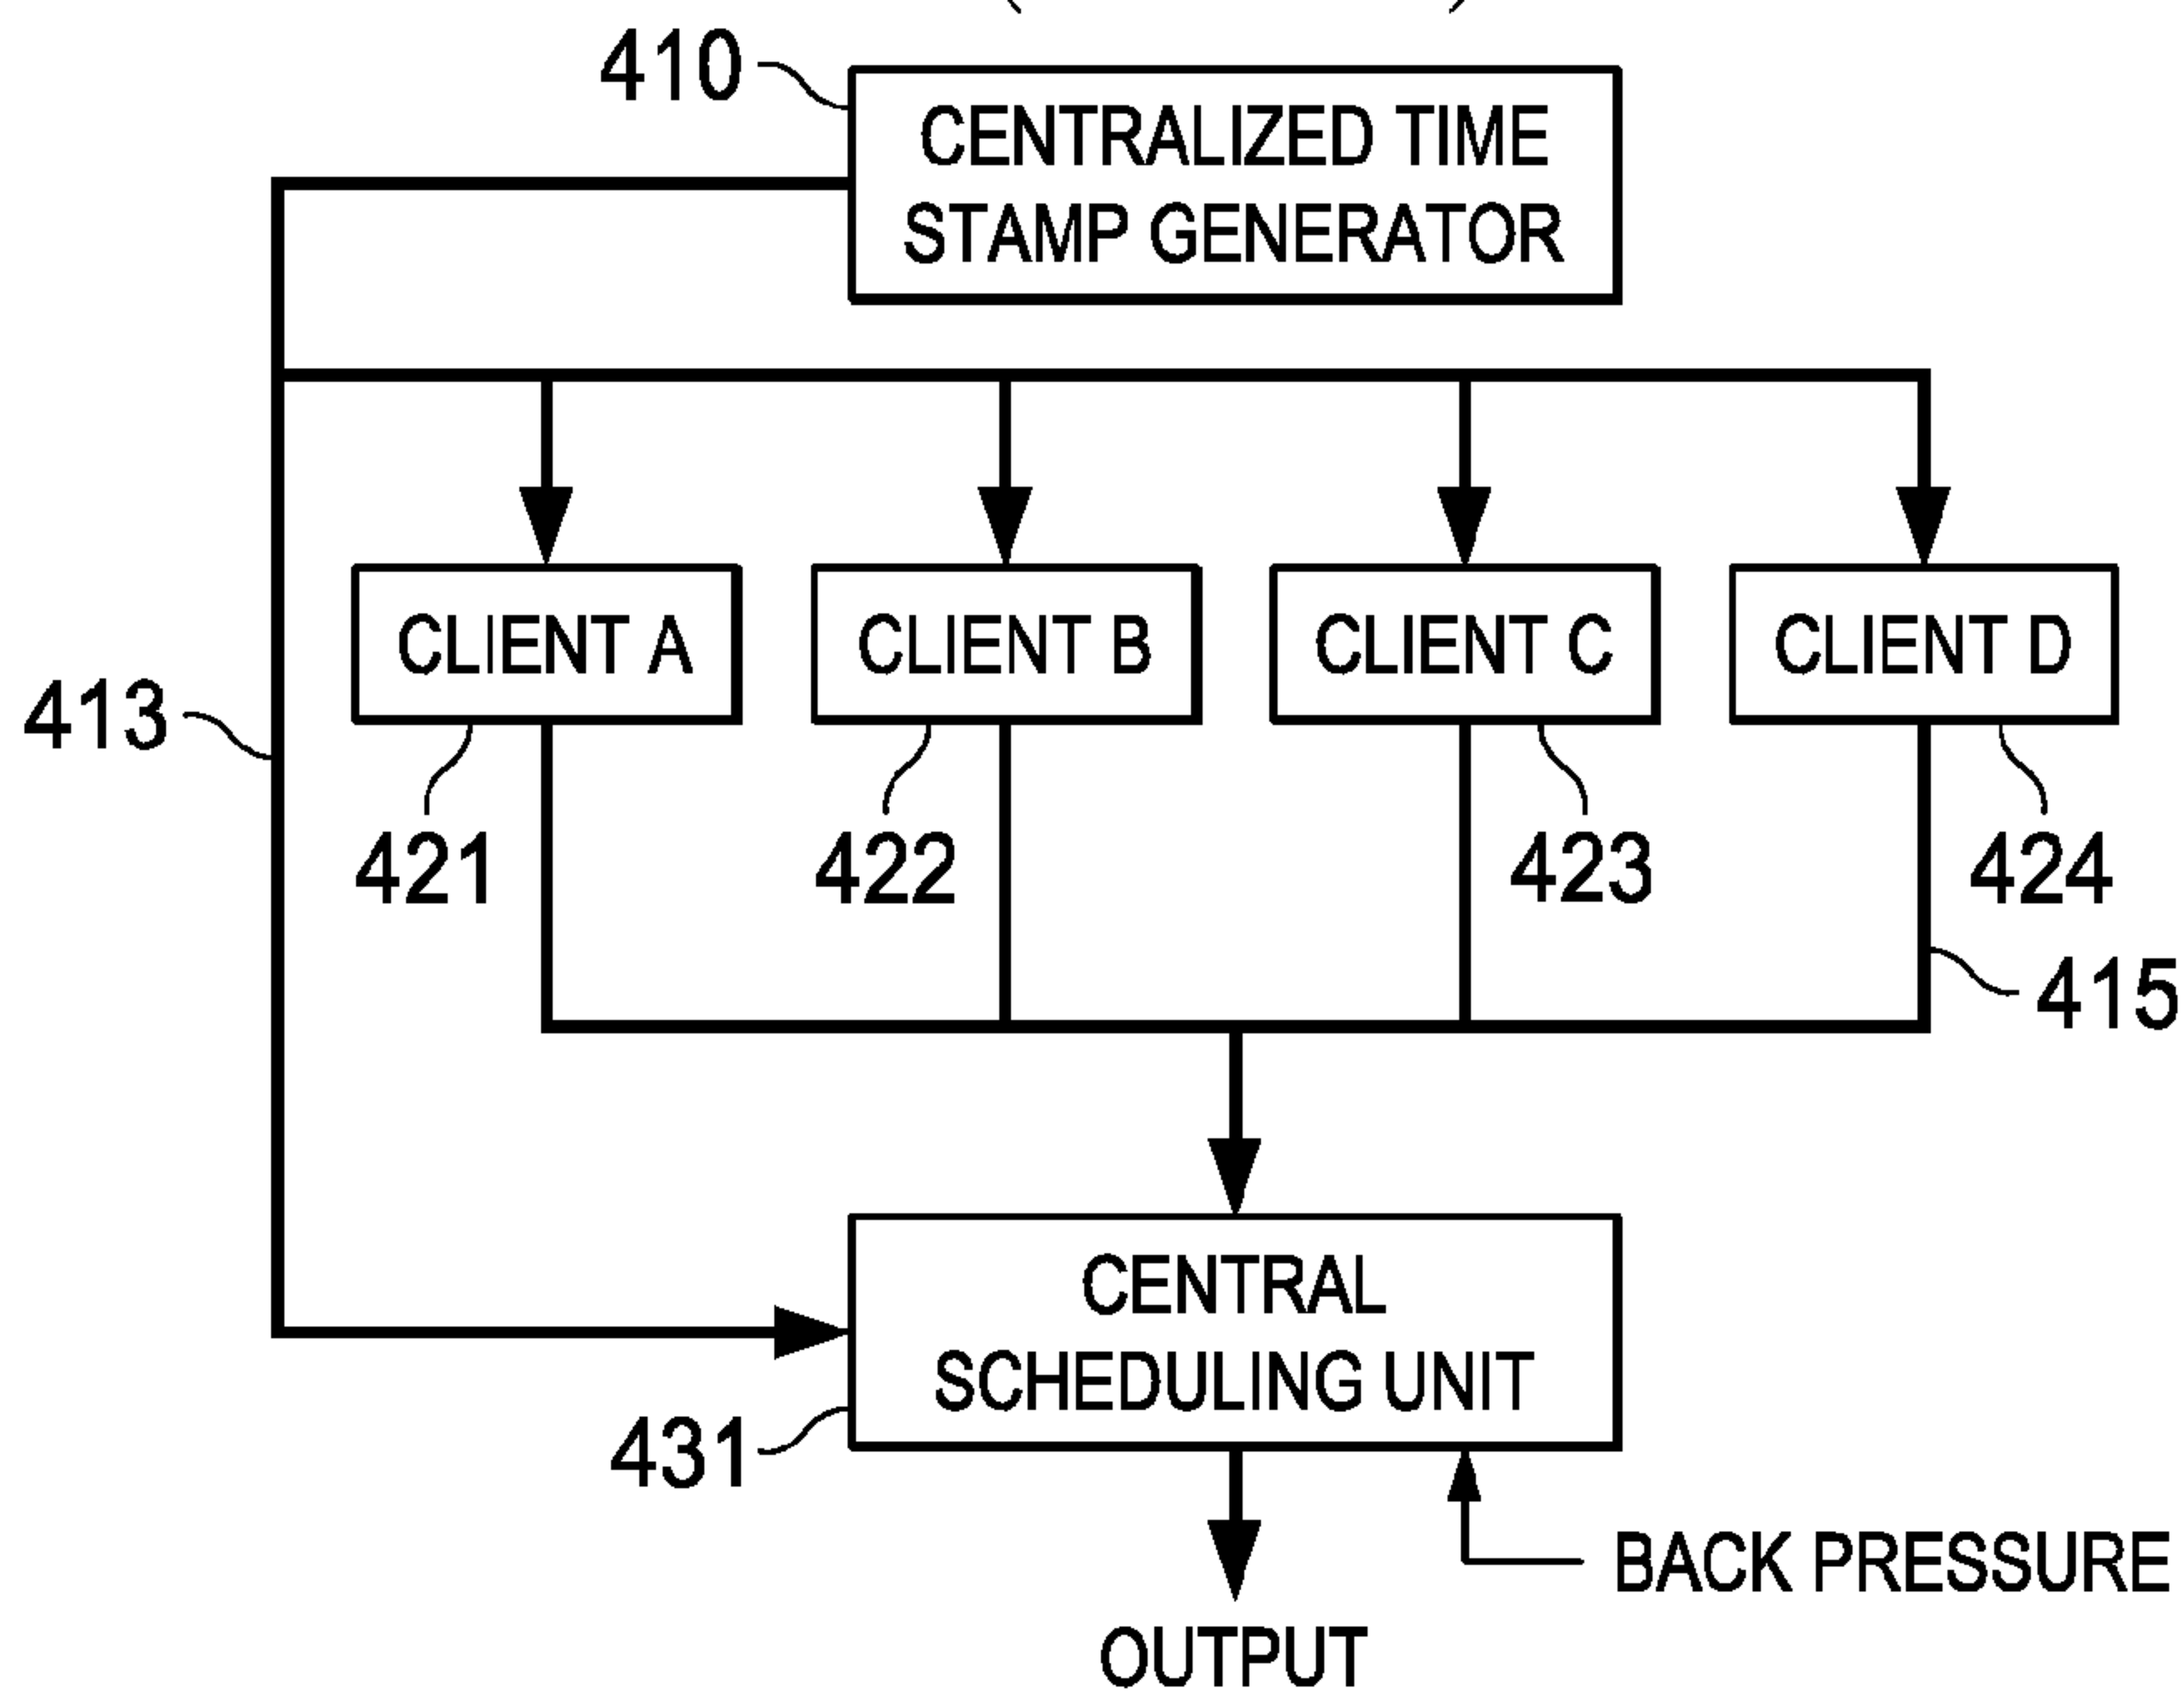 410
CENTRALIZED TIME
STAMP GENERATOR
CLIENT A
CLIENT B
CLIENT C
CLIENT D
413
421
422
423
424
415
CENTRAL
SCHEDULING UNIT
431
BACK PRESSURE
OUTPUT